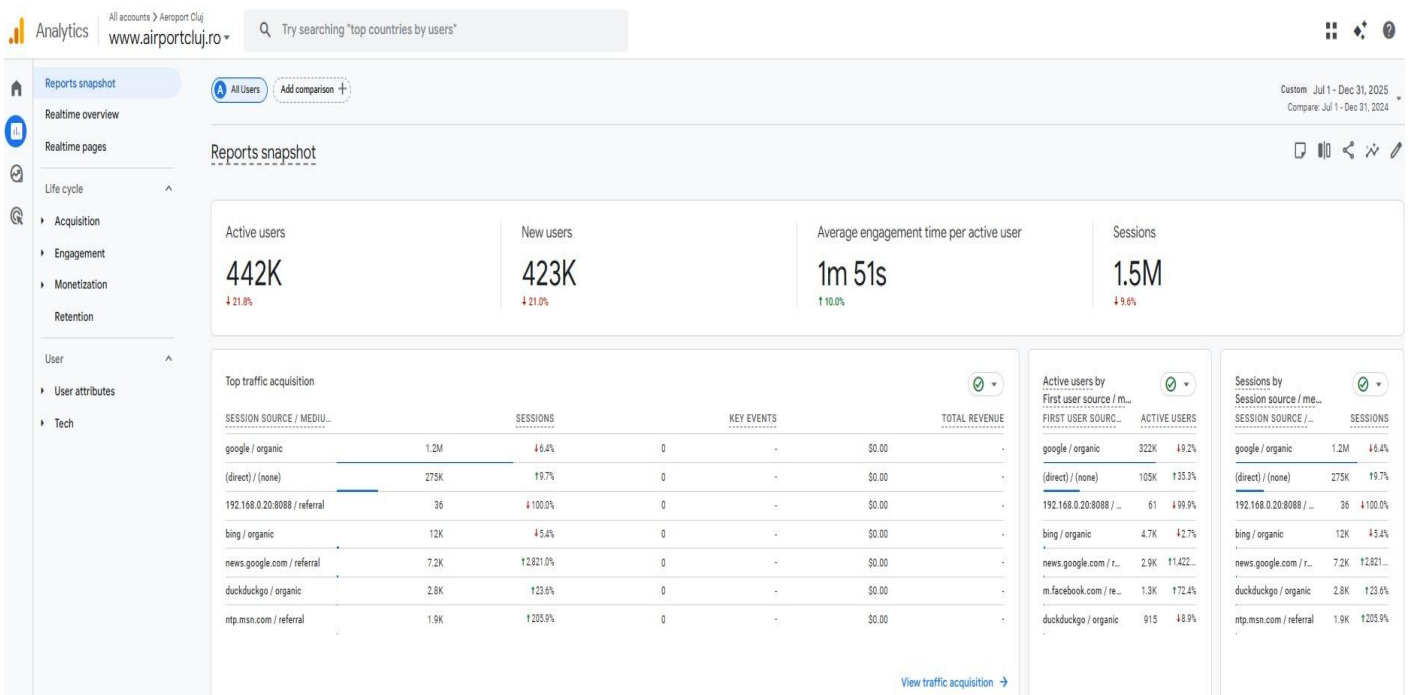 All accounts > Aeroport Cluj
Analytics
www.airportcluj.ro
Try searching "top countries by users"
Reports snapshot
Realtime overview
Realtime pages
Life cycle
Acquisition
Engagement
Monetization
Retention
User
User attributes
Tech
A All Users
Add comparison +
Custom Jul 1 - Dec 31, 2025
Compare: Jul 1 - Dec 31, 2024
Reports snapshot
Active users
442K
↓ 21.8%
New users
423K
↓ 21.0%
Average engagement time per active user
1m 51s
↑ 10.0%
Sessions
1.5M
↓ 9.6%
Top traffic acquisition
SESSION SOURCE / MEDIU... SESSIONS KEY EVENTS TOTAL REVENUE
google / organic 1.2M ↓6.4% 0 - $0.00 -
(direct) / (none) 275K ↑9.7% 0 - $0.00 -
192.168.0.20:8088 / referral 36 ↓100.0% 0 - $0.00 -
bing / organic 12K ↓5.4% 0 - $0.00 -
news.google.com / referral 7.2K ↑2,821.0% 0 - $0.00 -
duckduckgo / organic 2.8K ↑23.6% 0 - $0.00 -
ntp.msn.com / referral 1.9K ↑205.9% 0 - $0.00 -
View traffic acquisition →
Active users by
First user source / m...
FIRST USER SOURC... ACTIVE USERS
google / organic 322K ↓9.2%
(direct) / (none) 105K ↑35.3%
192.168.0.20:8088 / ... 61 ↓99.9%
bing / organic 4.7K ↓2.7%
news.google.com / r... 2.9K ↑1,422...
m.facebook.com / re... 1.3K ↑72.4%
duckduckgo / organic 915 ↓8.9%
Sessions by
Session source / me...
SESSION SOURCE /... SESSIONS
google / organic 1.2M ↓6.4%
(direct) / (none) 275K ↑9.7%
192.168.0.20:8088 / ... 36 ↓100.0%
bing / organic 12K ↓5.4%
news.google.com / r... 7.2K ↑2,821...
duckduckgo / organic 2.8K ↑23.6%
ntp.msn.com / referral 1.9K ↑205.9%